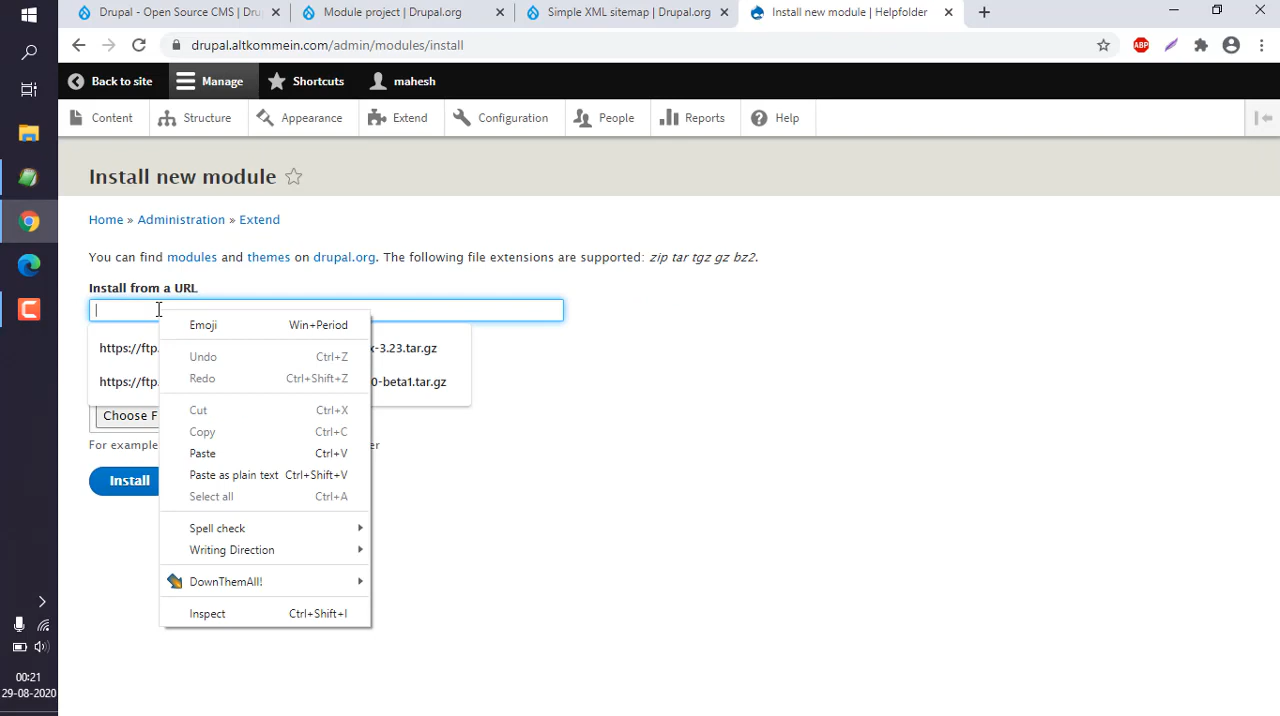 Drupal - Open Source CMS | Dru
Module project | Drupal.org
Simple XML sitemap | Drupal.org
Install new module | Helpfolder
drupal.altkommein.com/admin/modules/install
ABP
Back to site
Manage
Shortcuts
mahesh
Content
Structure
Appearance
Extend
Configuration
People
Reports
Help
Install new module
Home » Administration » Extend
You can find modules and themes on drupal.org. The following file extensions are supported: zip tar tgz gz bz2.
Install from a URL
Emoji Win+Period
https://ftp. x-3.23.tar.gz
Undo Ctrl+Z
Redo Ctrl+Shift+Z
https://ftp. 0-beta1.tar.gz
Cut Ctrl+X
Choose F
Copy Ctrl+C
For example er
Paste Ctrl+V
Paste as plain text Ctrl+Shift+V
Install
Select all Ctrl+A
Spell check
Writing Direction
DownThemAll!
Inspect Ctrl+Shift+I
00:21
29-08-2020